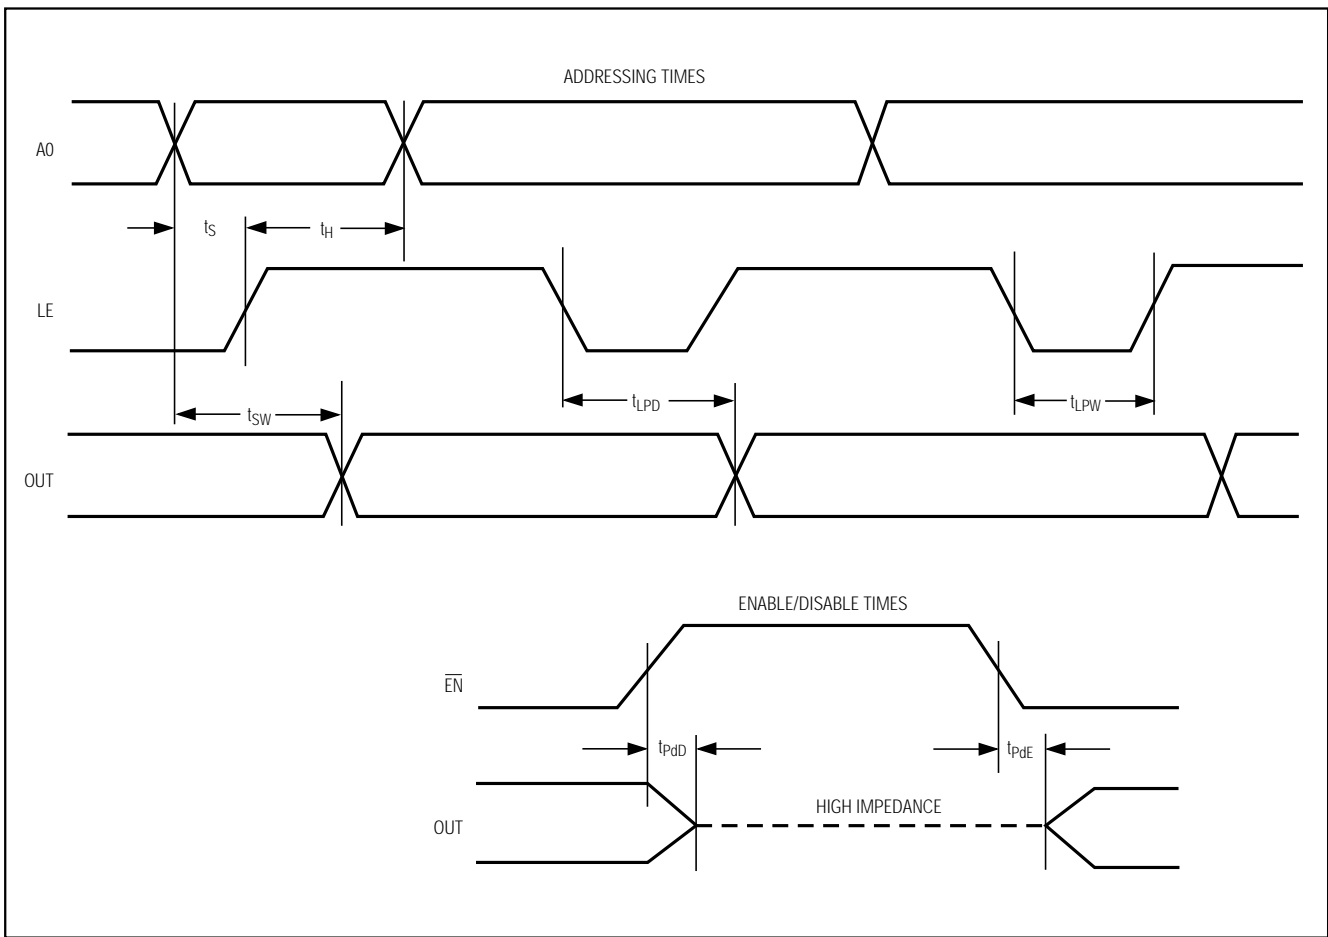 ADDRESSING TIMES
A0
tS
tH
LE
tSW
tLPD
tLPW
OUT
ENABLE/DISABLE TIMES
EN
tPdD
tPdE
HIGH IMPEDANCE
OUT